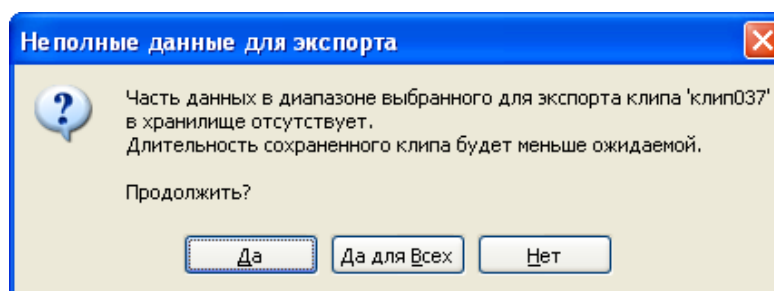 Неполные данные для экспорта
Часть данных в диапазоне выбранного для экспорта клипа 'клип037'
в хранилище отсутствует.
Длительность сохраненного клипа будет меньше ожидаемой.
Продолжить?
Да Да для Всех Нет